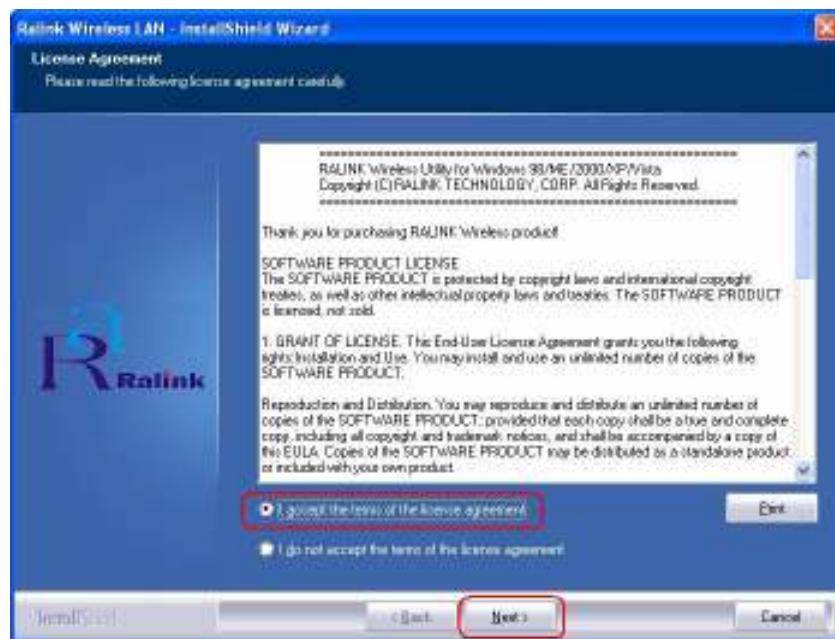 Ralink Wireless LAN - InstallShield Wizard
License Agreement
Please read the following license agreement carefully.
RALINK Wireless Utility for Windows 98/ME/2000/XP/Vista
Copyright (C) RALINK TECHNOLOGY, CORP. All Rights Reserved.
Thank you for purchasing RALINK Wireless product!
SOFTWARE PRODUCT LICENSE
The SOFTWARE PRODUCT is protected by copyright laws and international copyright
treaties, as well as other intellectual property laws and treaties. The SOFTWARE PRODUCT
is licensed, not sold.
1. GRANT OF LICENSE. This End-User License Agreement grants you the following
rights: Installation and Use. You may install and use an unlimited number of copies of the
SOFTWARE PRODUCT.
Reproduction and Distribution. You may reproduce and distribute an unlimited number of
copies of the SOFTWARE PRODUCT; provided that each copy shall be a true and complete
copy, including all copyright and trademark notices, and shall be accompanied by a copy of
this EULA. Copies of the SOFTWARE PRODUCT may be distributed as a standalone product
or included with your own product.
Ralink
I accept the terms of the license agreement
Print
I do not accept the terms of the license agreement
InstallShield
< Back
Next >
Cancel